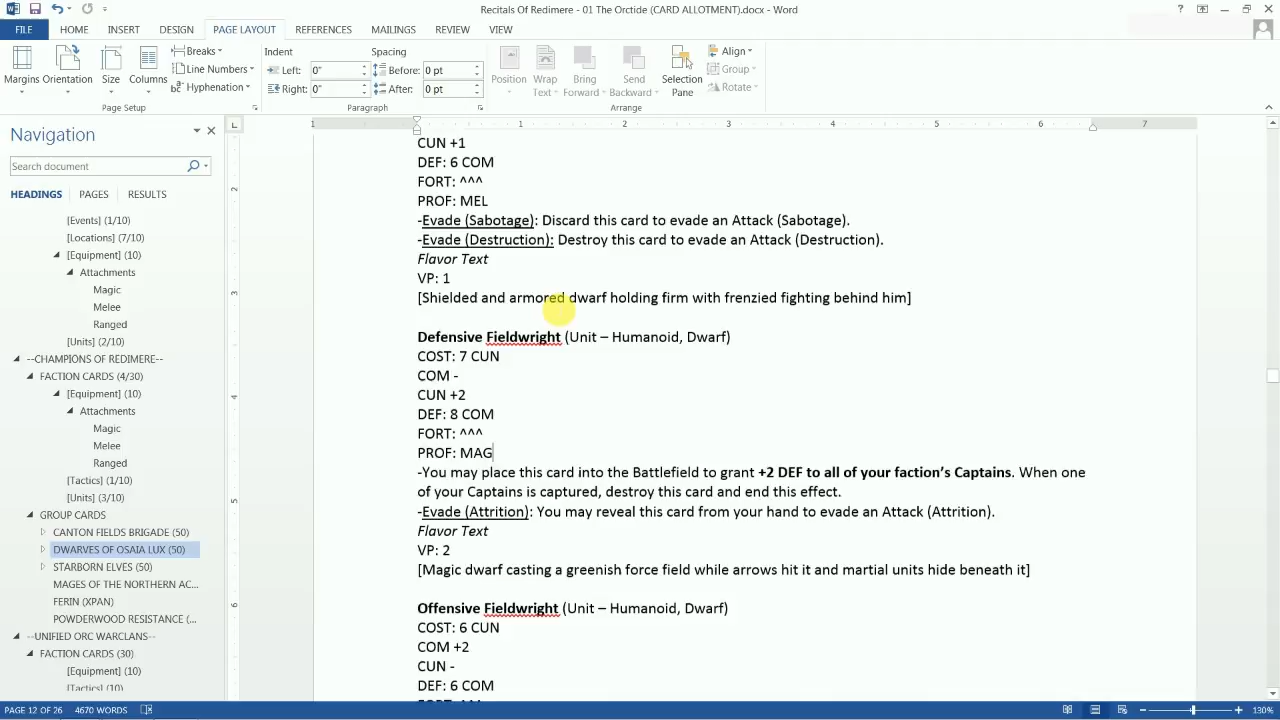 Recitals Of Redimere - 01 The Orctide (CARD ALLOTMENT).docx - Word
FILE HOME INSERT DESIGN PAGE LAYOUT REFERENCES MAILINGS REVIEW VIEW
Margins Orientation Size Columns
Breaks
Line Numbers
Hyphenation
Page Setup
Indent
Left: 0"
Right: 0"
Spacing
Before: 0 pt
After: 0 pt
Paragraph
Position
Wrap Text
Bring Forward
Send Backward
Selection Pane
Align
Group
Rotate
Arrange
Navigation
Search document
HEADINGS PAGES RESULTS
[Events] (1/10)
[Locations] (7/10)
[Equipment] (10)
Attachments
Magic
Melee
Ranged
[Units] (2/10)
--CHAMPIONS OF REDIMERE--
FACTION CARDS (4/30)
[Equipment] (10)
Attachments
Magic
Melee
Ranged
[Tactics] (1/10)
[Units] (3/10)
GROUP CARDS
CANTON FIELDS BRIGADE (50)
DWARVES OF OSAIA LUX (50)
STARBORN ELVES (50)
MAGES OF THE NORTHERN AC...
FERIN (XPAN)
POWDERWOOD RESISTANCE (...
--UNIFIED ORC WARCLANS--
FACTION CARDS (30)
[Equipment] (10)
[Tactics] (10)
1 1 2 3 4 5 6 7
2
3
4
5
6
CUN +1
DEF: 6 COM
FORT: ^^^
PROF: MEL
-Evade (Sabotage): Discard this card to evade an Attack (Sabotage).
-Evade (Destruction): Destroy this card to evade an Attack (Destruction).
Flavor Text
VP: 1
[Shielded and armored dwarf holding firm with frenzied fighting behind him]
Defensive Fieldwright (Unit – Humanoid, Dwarf)
COST: 7 CUN
COM -
CUN +2
DEF: 8 COM
FORT: ^^^
PROF: MAG
-You may place this card into the Battlefield to grant +2 DEF to all of your faction’s Captains. When one
of your Captains is captured, destroy this card and end this effect.
-Evade (Attrition): You may reveal this card from your hand to evade an Attack (Attrition).
Flavor Text
VP: 2
[Magic dwarf casting a greenish force field while arrows hit it and martial units hide beneath it]
Offensive Fieldwright (Unit – Humanoid, Dwarf)
COST: 6 CUN
COM +2
CUN -
DEF: 6 COM
PAGE 12 OF 26 4670 WORDS
130%